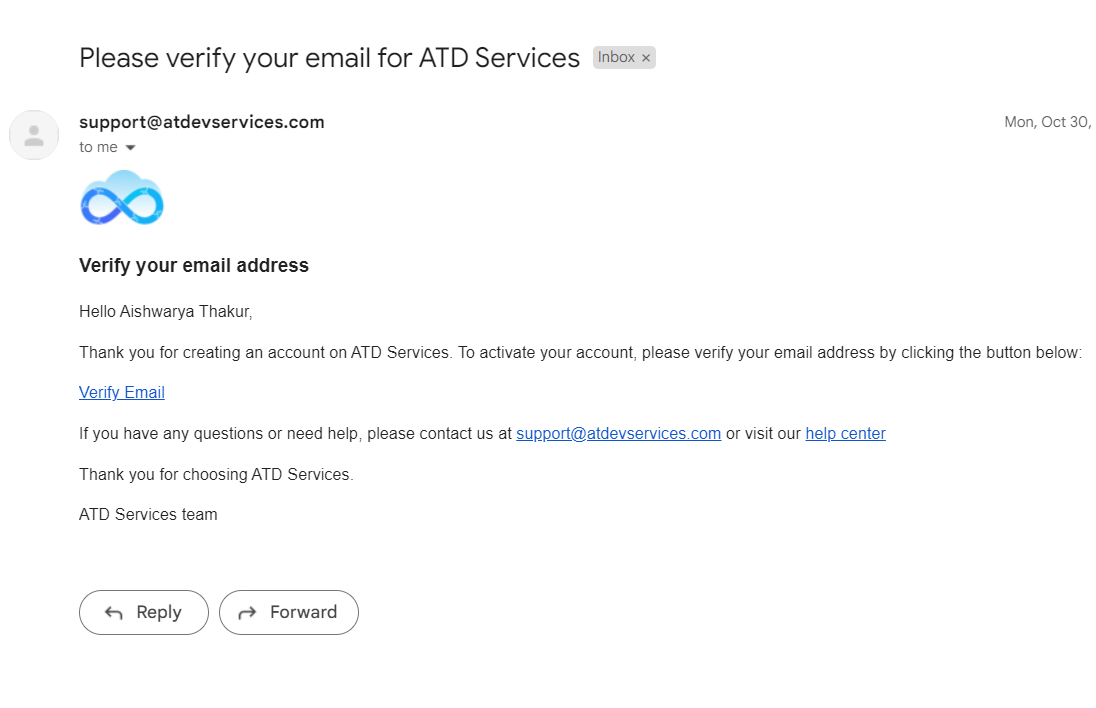 Please verify your email for ATD Services Inbox ×
support@atdevservices.com Mon, Oct 30,
to me
Verify your email address
Hello Aishwarya Thakur,
Thank you for creating an account on ATD Services. To activate your account, please verify your email address by clicking the button below:
Verify Email
If you have any questions or need help, please contact us at support@atdevservices.com or visit our help center
Thank you for choosing ATD Services.
ATD Services team
Reply Forward